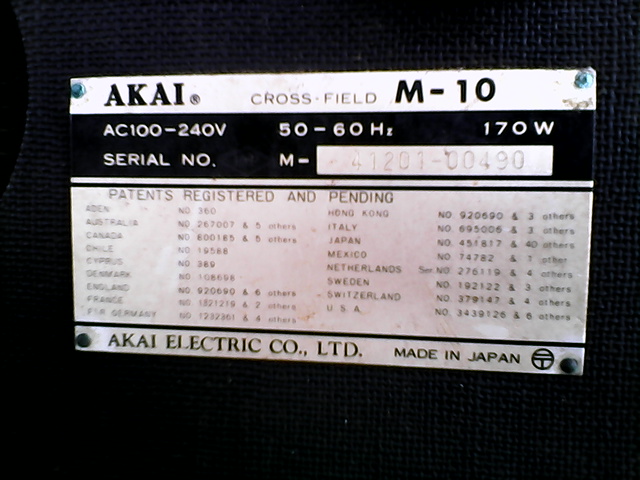 AKAI® CROSS-FIELD M-10
AC100-240V 50-60Hz 170W
SERIAL NO. M- 41201-00490
PATENTS REGISTERED AND PENDING
ADEN NO 360
AUSTRALIA NO 267007 & 5 others
CANADA NO 800185 & 5 others
CHILE NO 19588
CYPRUS NO 389
DENMARK NO 108698
ENGLAND NO 920690 & 6 others
FRANCE NO 1321219 & 2 others
F'R GERMANY NO 1232361 & 4 others
HONG KONG NO 920690 & 3 others
ITALY NO 695006 & 3 others
JAPAN NO 451817 & 40 others
MEXICO NO 74782 & 1 other
NETHERLANDS Ser.NO 276119 & 4 others
SWEDEN NO 192122 & 3 others
SWITZERLAND NO 379147 & 4 others
U.S.A. NO 3439126 & 6 others
AKAI ELECTRIC CO., LTD. MADE IN JAPAN